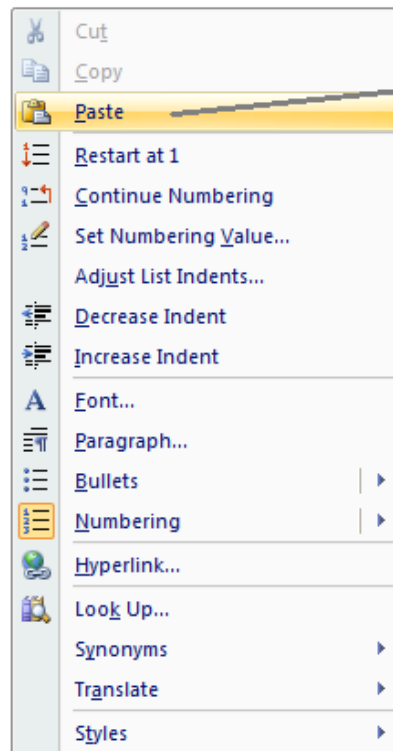 Cut
Copy
Paste
Restart at 1
Continue Numbering
Set Numbering Value...
Adjust List Indents...
Decrease Indent
Increase Indent
Font...
Paragraph...
Bullets
Numbering
Hyperlink...
Look Up...
Synonyms
Translate
Styles